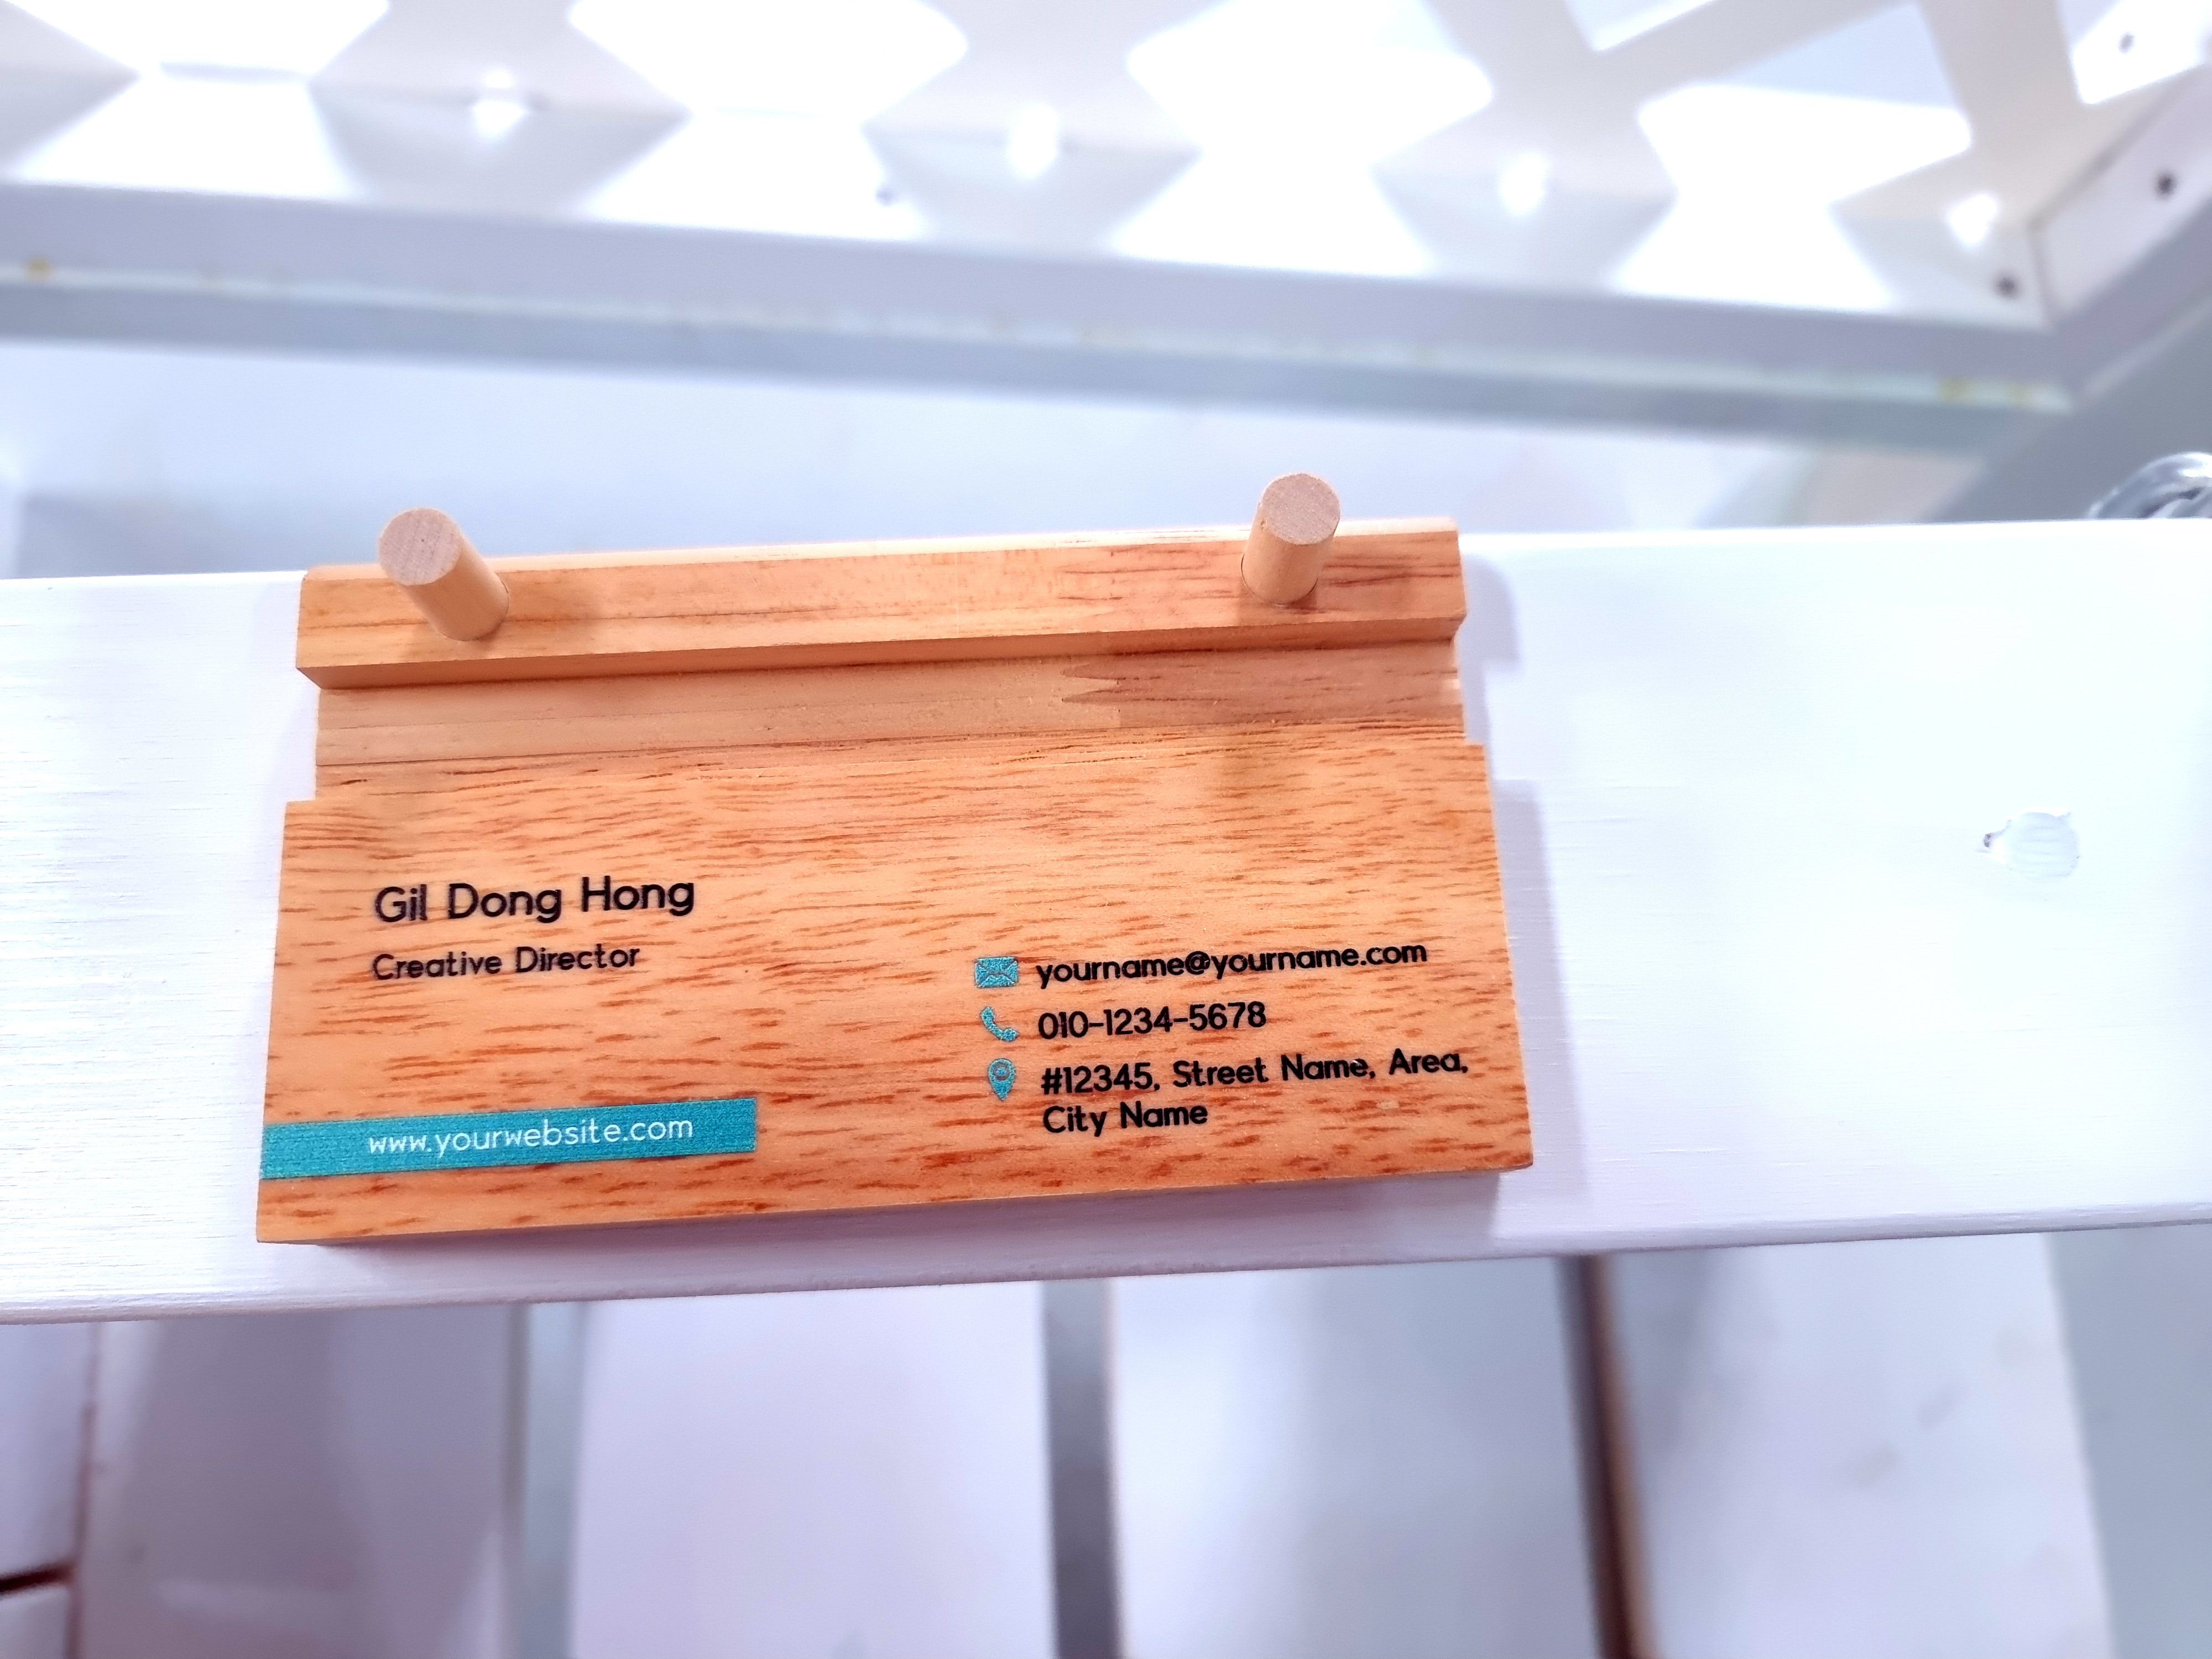 Gil Dong Hong
Creative Director
www.yourwebsite.com
yourname@yourname.com
010-1234-5678
#12345, Street Name, Area,
City Name